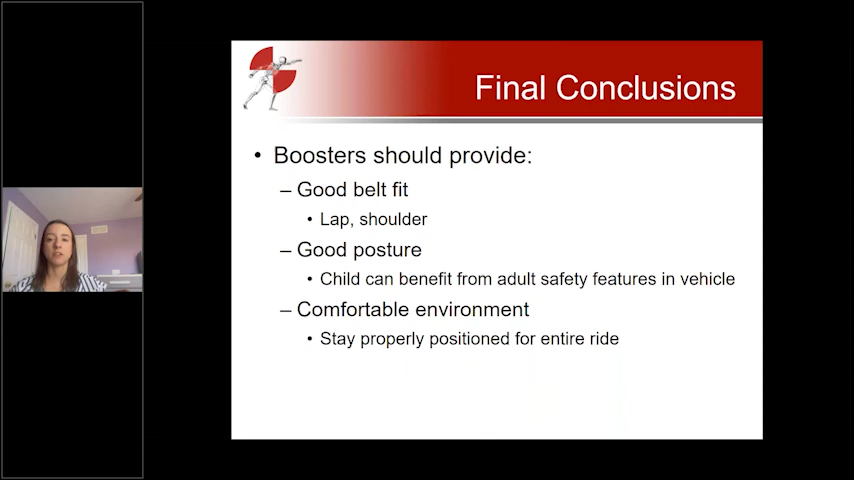 Final Conclusions
• Boosters should provide:
– Good belt fit
• Lap, shoulder
– Good posture
• Child can benefit from adult safety features in vehicle
– Comfortable environment
• Stay properly positioned for entire ride